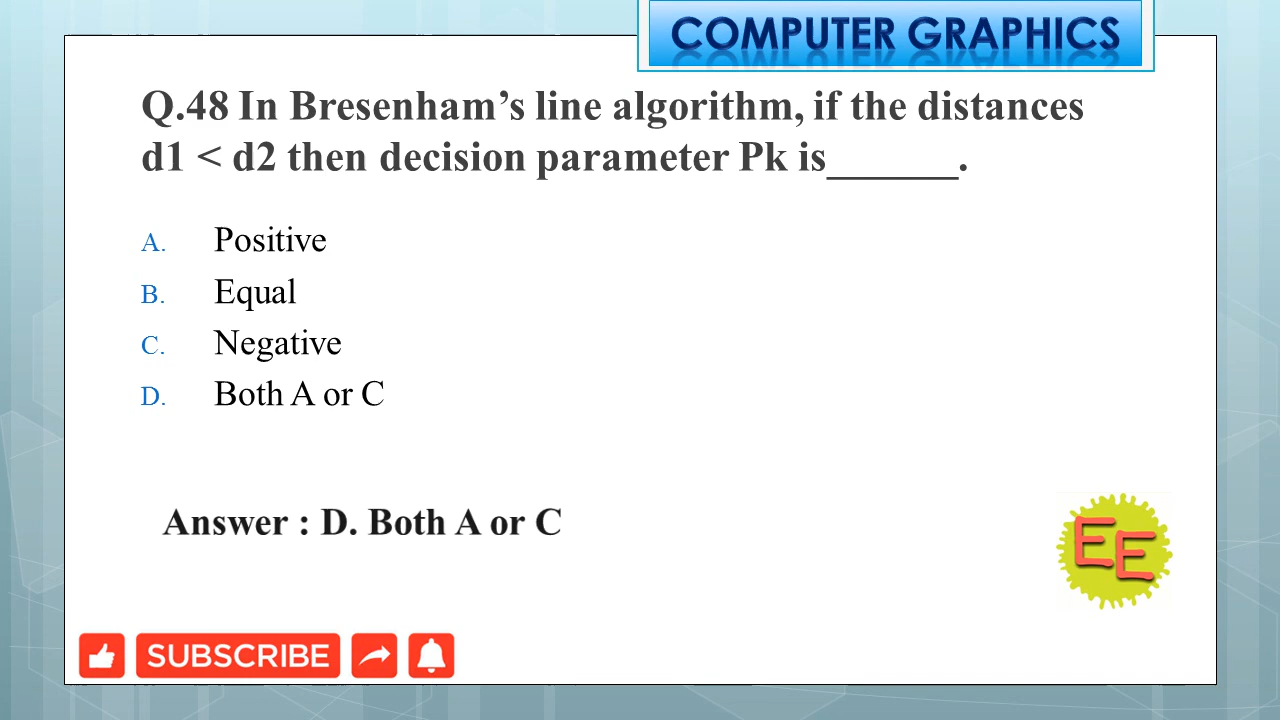 COMPUTER GRAPHICS
Q.48 In Bresenham’s line algorithm, if the distances
d1 < d2 then decision parameter Pk is______.
A. Positive
B. Equal
C. Negative
D. Both A or C
Answer : D. Both A or C
EE
SUBSCRIBE